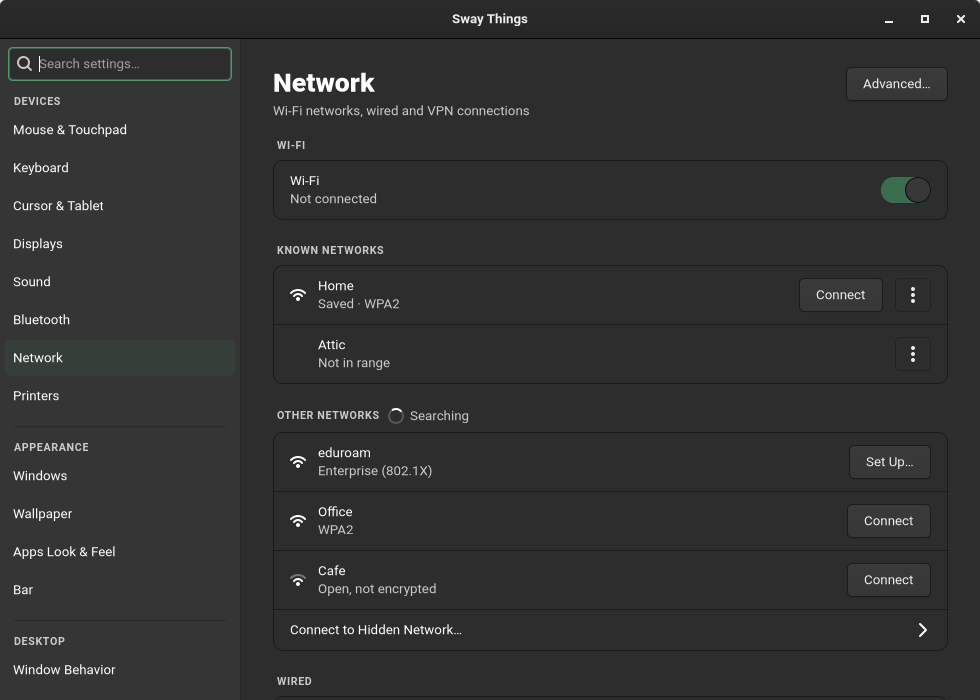 Sway Things
Search settings...
DEVICES
Mouse & Touchpad
Keyboard
Cursor & Tablet
Displays
Sound
Bluetooth
Network
Printers
APPEARANCE
Windows
Wallpaper
Apps Look & Feel
Bar
DESKTOP
Window Behavior
Network
Wi-Fi networks, wired and VPN connections
Advanced...
WI-FI
Wi-Fi
Not connected
KNOWN NETWORKS
Home
Saved · WPA2
Connect
Attic
Not in range
OTHER NETWORKS Searching
eduroam
Enterprise (802.1X)
Set Up...
Office
WPA2
Connect
Cafe
Open, not encrypted
Connect
Connect to Hidden Network...
WIRED